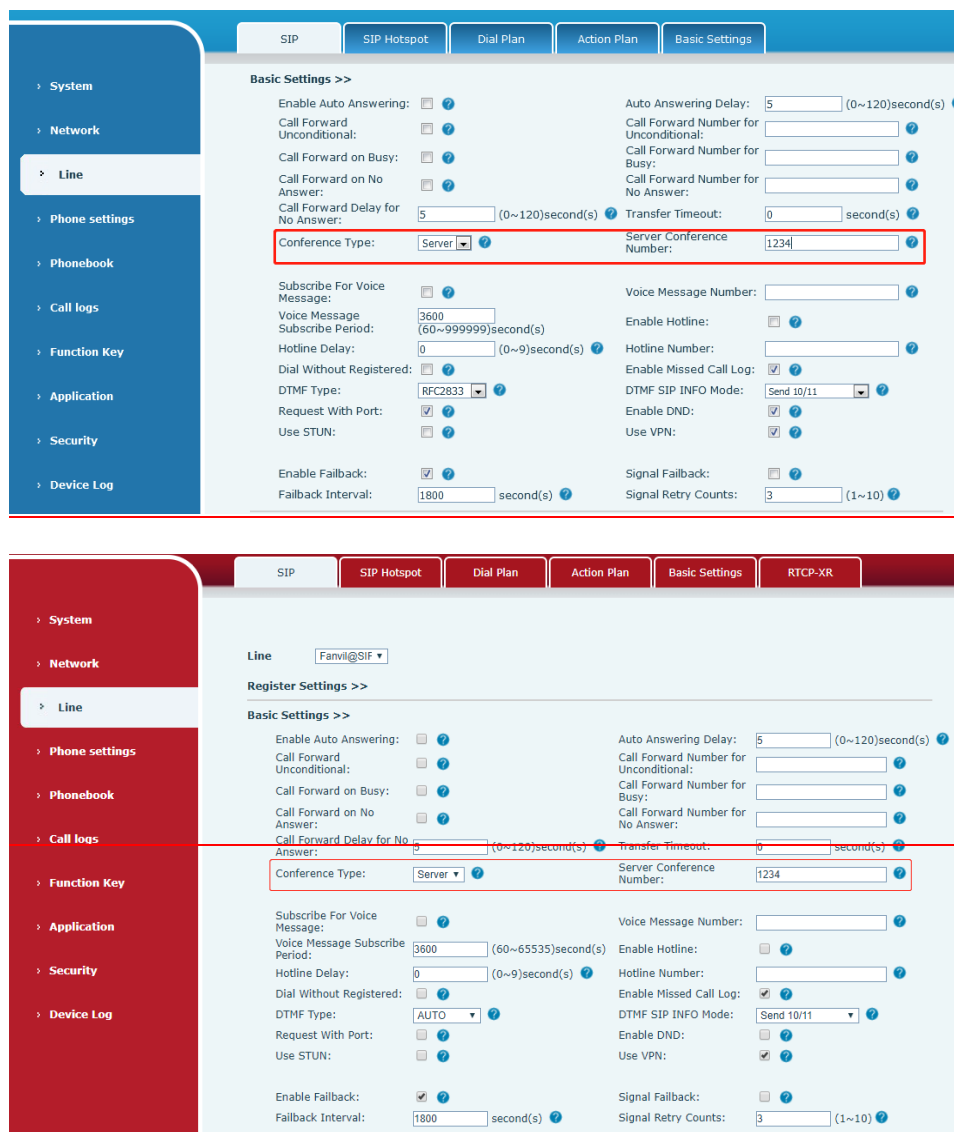 SIP SIP Hotspot Dial Plan Action Plan Basic Settings
› System
› Network
› Line
› Phone settings
› Phonebook
› Call logs
› Function Key
› Application
› Security
› Device Log
Basic Settings >>
Enable Auto Answering: Auto Answering Delay: 5 (0~120)second(s)
Call Forward Unconditional: Call Forward Number for Unconditional:
Call Forward on Busy: Call Forward Number for Busy:
Call Forward on No Answer: Call Forward Number for No Answer:
Call Forward Delay for No Answer: 5 (0~120)second(s) Transfer Timeout: 0 second(s)
Conference Type: Server Server Conference Number: 1234
Subscribe For Voice Message: Voice Message Number:
Voice Message Subscribe Period: 3600 (60~999999)second(s) Enable Hotline:
Hotline Delay: 0 (0~9)second(s) Hotline Number:
Dial Without Registered: Enable Missed Call Log:
DTMF Type: RFC2833 DTMF SIP INFO Mode: Send 10/11
Request With Port: Enable DND:
Use STUN: Use VPN:
Enable Failback: Signal Failback:
Failback Interval: 1800 second(s) Signal Retry Counts: 3 (1~10)
SIP SIP Hotspot Dial Plan Action Plan Basic Settings RTCP-XR
› System
› Network
› Line
› Phone settings
› Phonebook
› Call logs
› Function Key
› Application
› Security
› Device Log
Line Fanvil@SIF
Register Settings >>
Basic Settings >>
Enable Auto Answering: Auto Answering Delay: 5 (0~120)second(s)
Call Forward Unconditional: Call Forward Number for Unconditional:
Call Forward on Busy: Call Forward Number for Busy:
Call Forward on No Answer: Call Forward Number for No Answer:
Call Forward Delay for No Answer: 5 (0~120)second(s) Transfer Timeout: 0 second(s)
Conference Type: Server Server Conference Number: 1234
Subscribe For Voice Message: Voice Message Number:
Voice Message Subscribe Period: 3600 (60~65535)second(s) Enable Hotline:
Hotline Delay: 0 (0~9)second(s) Hotline Number:
Dial Without Registered: Enable Missed Call Log:
DTMF Type: AUTO DTMF SIP INFO Mode: Send 10/11
Request With Port: Enable DND:
Use STUN: Use VPN:
Enable Failback: Signal Failback:
Failback Interval: 1800 second(s) Signal Retry Counts: 3 (1~10)